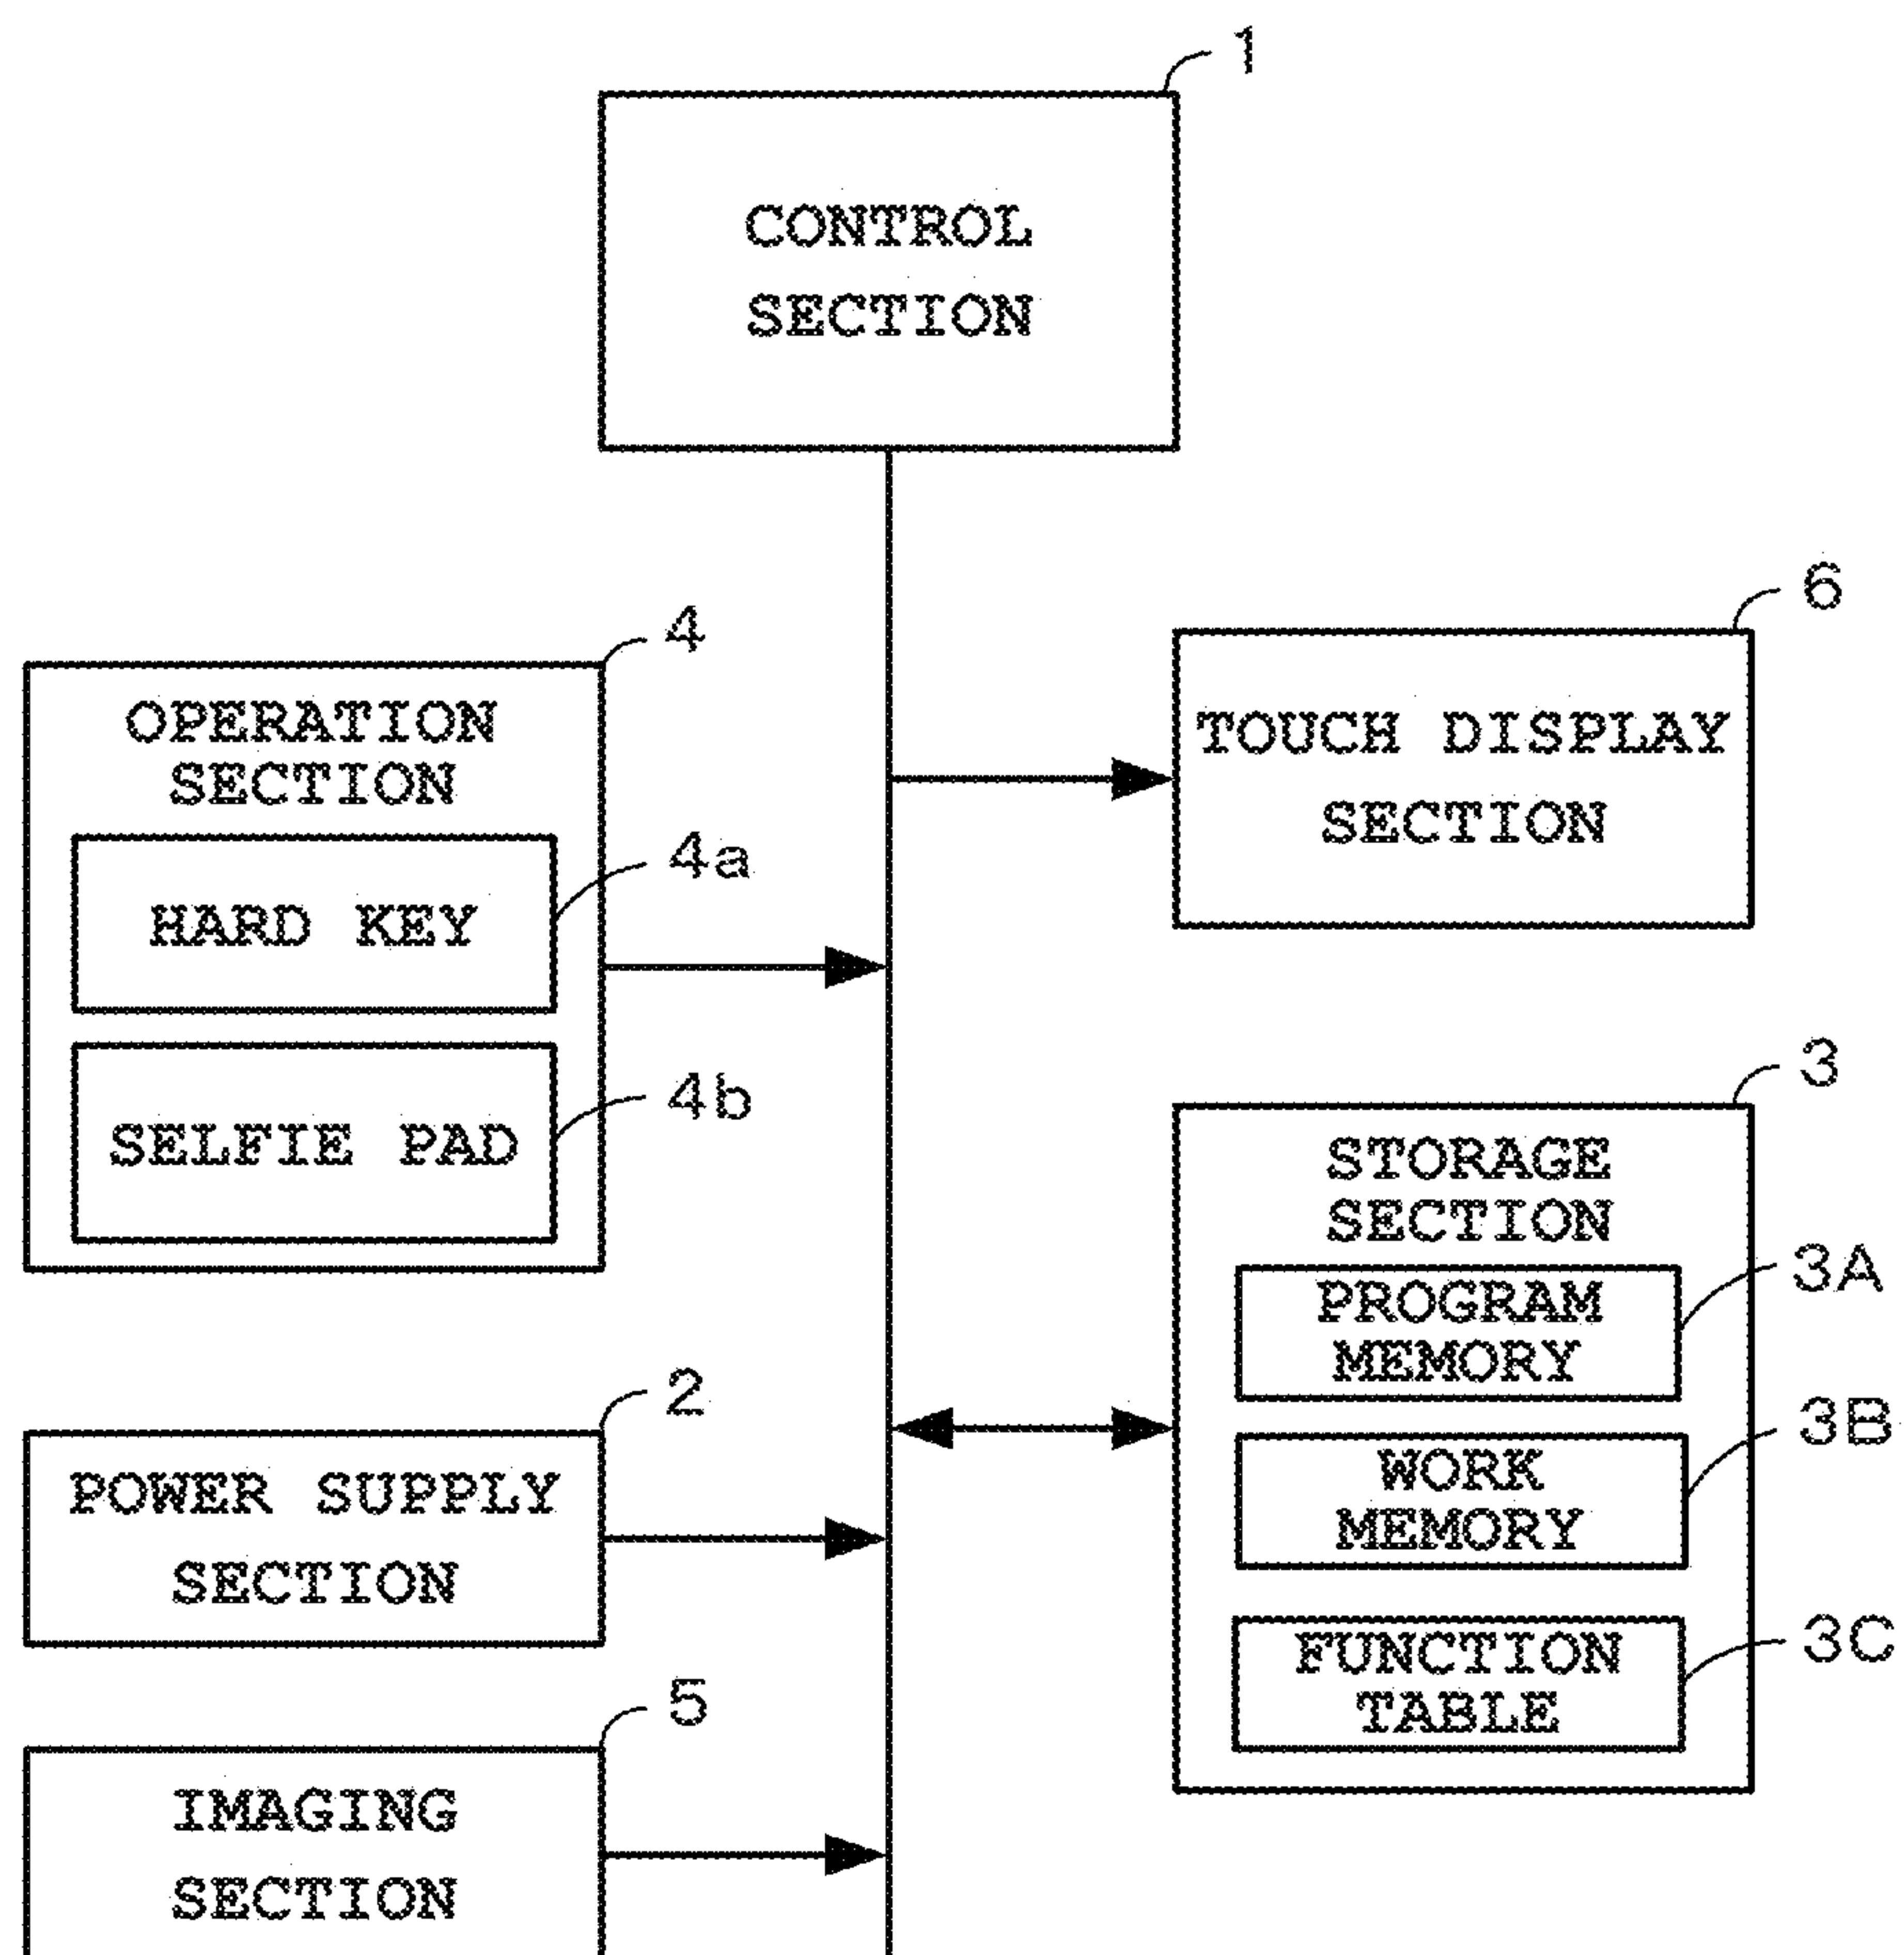 1
CONTROL
SECTION
4
OPERATION
SECTION
4a
HARD KEY
4b
SELFIE PAD
6
TOUCH DISPLAY
SECTION
2
POWER SUPPLY
SECTION
3
STORAGE
SECTION
3A
PROGRAM
MEMORY
3B
WORK
MEMORY
3C
FUNCTION
TABLE
5
IMAGING
SECTION